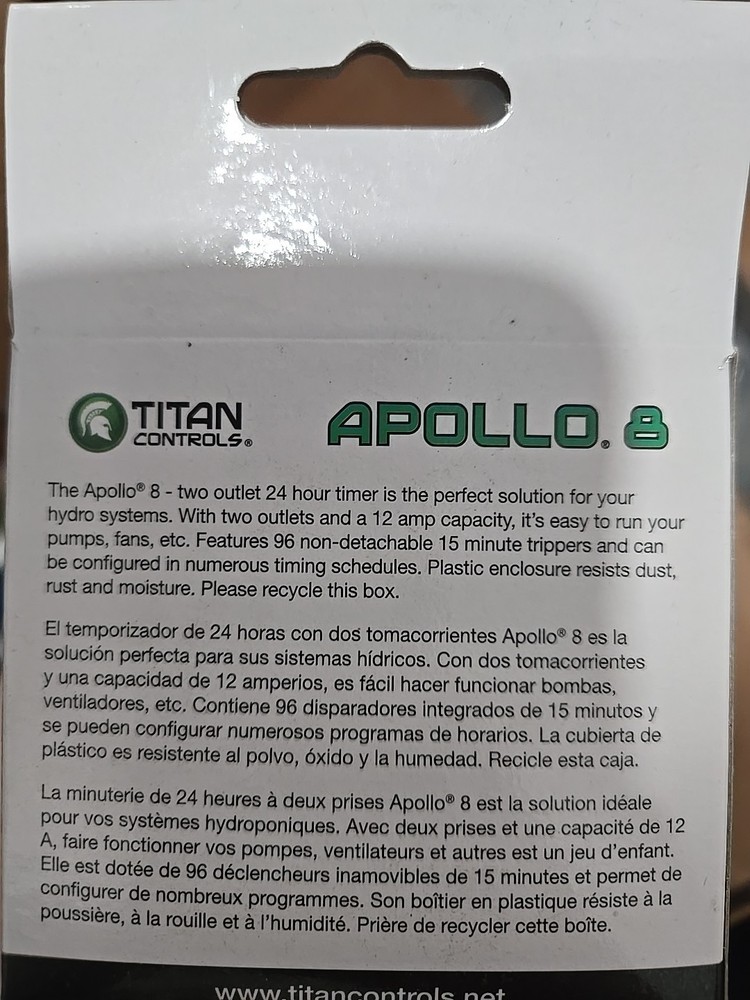 TITAN
CONTROLS®
APOLLO® 8
The Apollo® 8 - two outlet 24 hour timer is the perfect solution for your
hydro systems. With two outlets and a 12 amp capacity, it's easy to run your
pumps, fans, etc. Features 96 non-detachable 15 minute trippers and can
be configured in numerous timing schedules. Plastic enclosure resists dust,
rust and moisture. Please recycle this box.
El temporizador de 24 horas con dos tomacorrientes Apollo® 8 es la
solución perfecta para sus sistemas hídricos. Con dos tomacorrientes
y una capacidad de 12 amperios, es fácil hacer funcionar bombas,
ventiladores, etc. Contiene 96 disparadores integrados de 15 minutos y
se pueden configurar numerosos programas de horarios. La cubierta de
plástico es resistente al polvo, óxido y la humedad. Recicle esta caja.
La minuterie de 24 heures à deux prises Apollo® 8 est la solution idéale
pour vos systèmes hydroponiques. Avec deux prises et une capacité de 12
A, faire fonctionner vos pompes, ventilateurs et autres est un jeu d'enfant.
Elle est dotée de 96 déclencheurs inamovibles de 15 minutes et permet de
configurer de nombreux programmes. Son boîtier en plastique résiste à la
poussière, à la rouille et à l'humidité. Prière de recycler cette boîte.
www.titancontrols.net